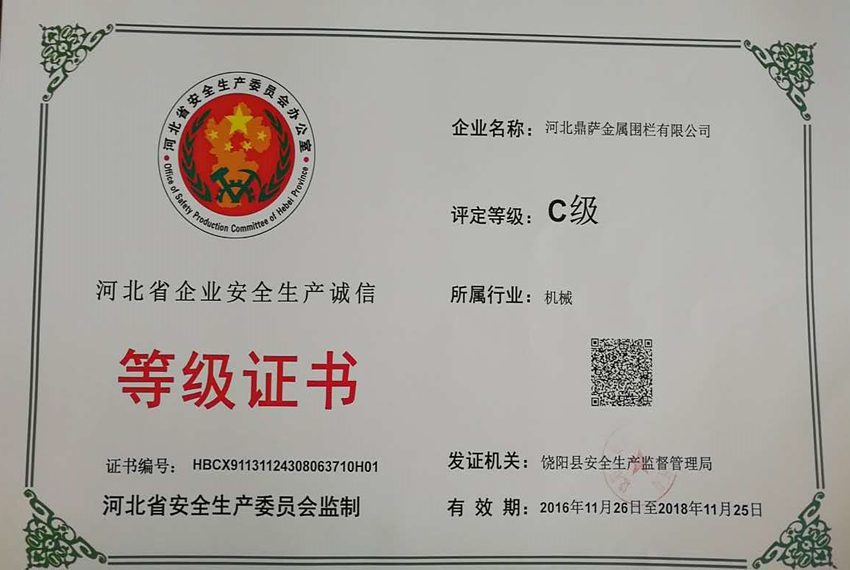 河北省安全生产委员会办公室
Office of Safety Production Committee of Hebei Province
河北省企业安全生产诚信
等级证书
证书编号： HBCX91131124308063710H01
河北省安全生产委员会监制
企业名称：河北鼎萨金属围栏有限公司
评定等级：C级
所属行业：机械
发证机关：饶阳县安全生产监督管理局
有 效 期：2016年11月26日至2018年11月25日